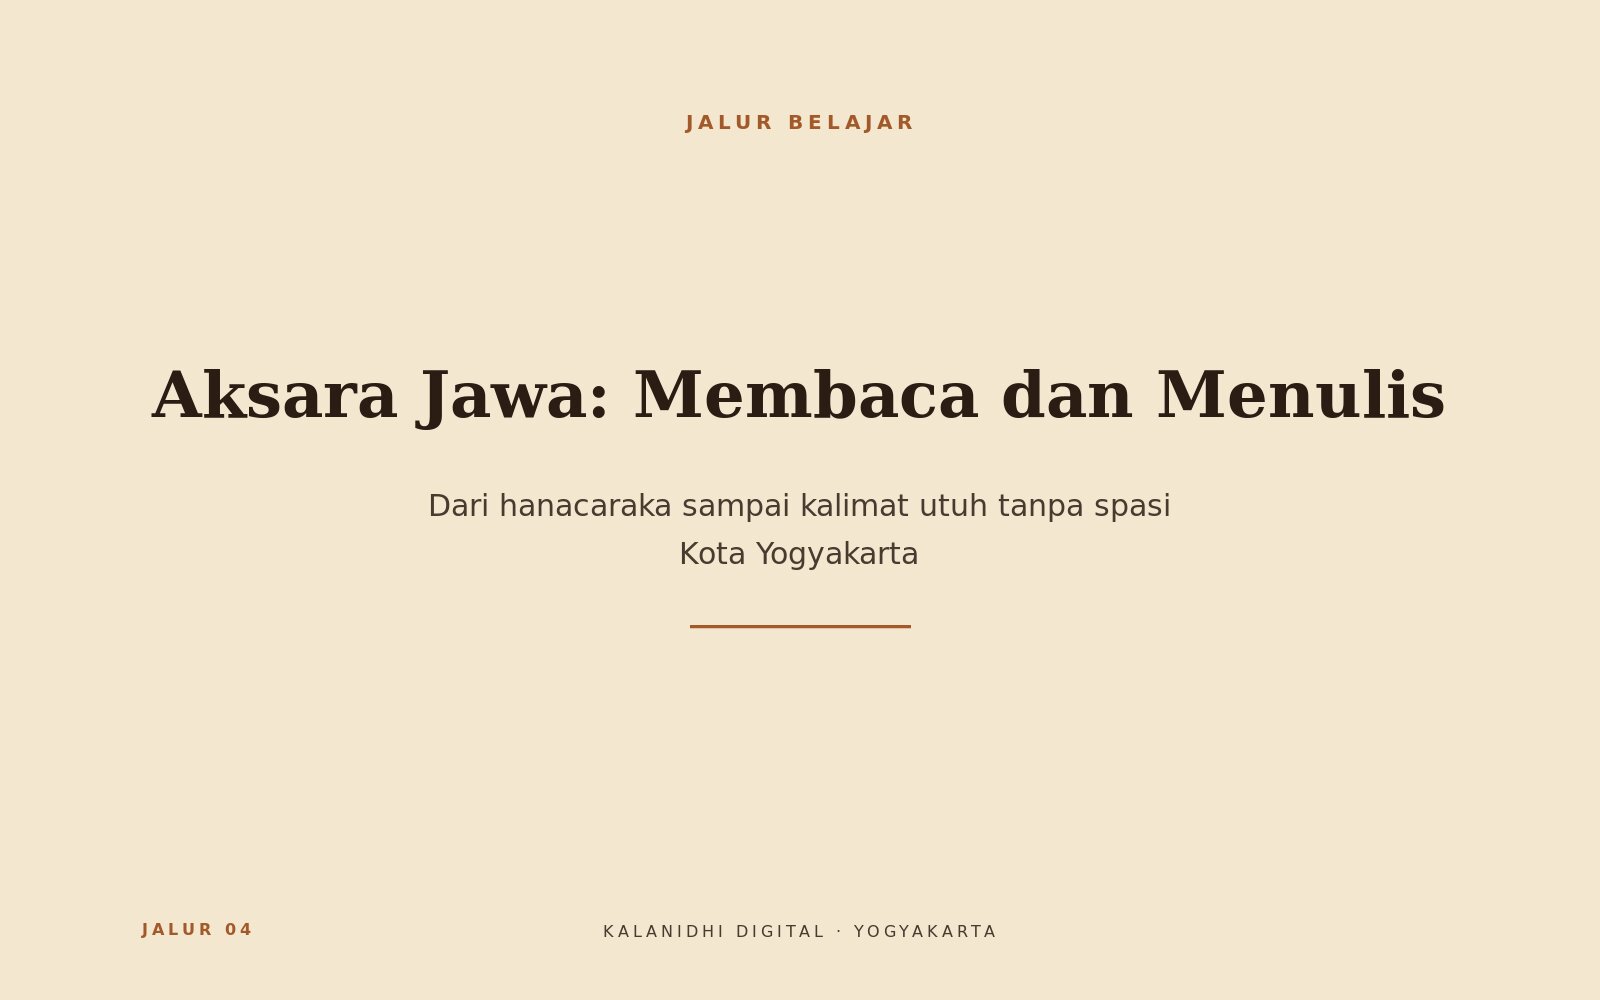 JALUR BELAJAR
Aksara Jawa: Membaca dan Menulis
Dari hanacaraka sampai kalimat utuh tanpa spasi
Kota Yogyakarta
JALUR 04
KALANIDHI DIGITAL · YOGYAKARTA